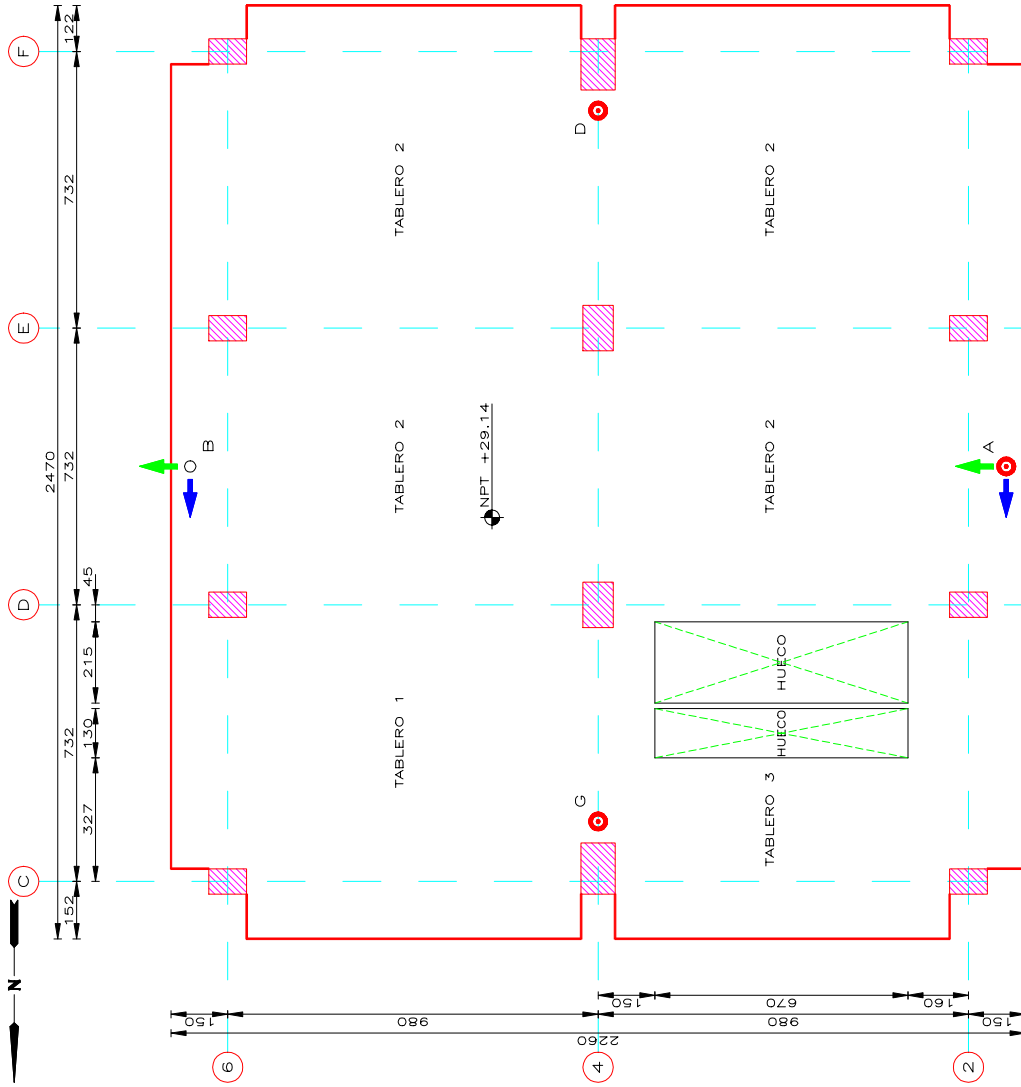 F
E
D
C
122
732
2470
732
45
215
130
732
327
152
N
TABLERO 2
TABLERO 2
D
B
TABLERO 2
NPT +29.14
TABLERO 2
A
TABLERO 1
HUECO
HUECO
G
TABLERO 3
150
980
2260
150
670
160
980
150
6
4
2